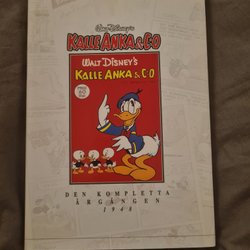 Walt Disney's
KALLE ANKA & C:O
WALT DISNEY'S
KALLE ANKA & C:O
DEN KOMPLETTA
ÅRGÅNGEN
1948